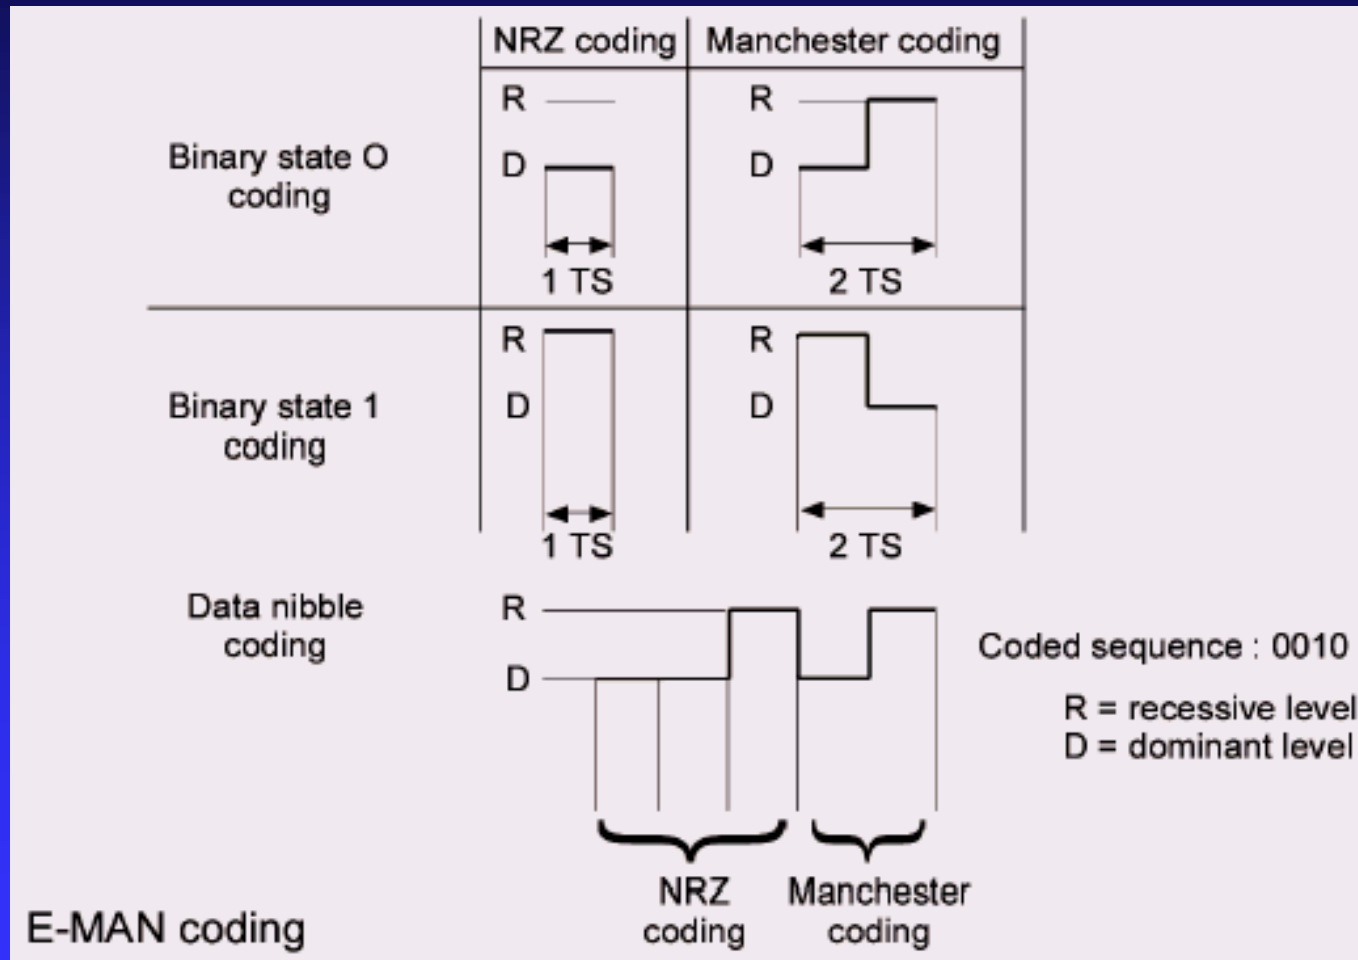 NRZ coding
Manchester coding
Binary state O
coding
R
D
1 TS
R
D
2 TS
Binary state 1
coding
R
D
1 TS
R
D
2 TS
Data nibble
coding
R
D
Coded sequence : 0010
R = recessive level
D = dominant level
NRZ
coding
Manchester
coding
E-MAN coding